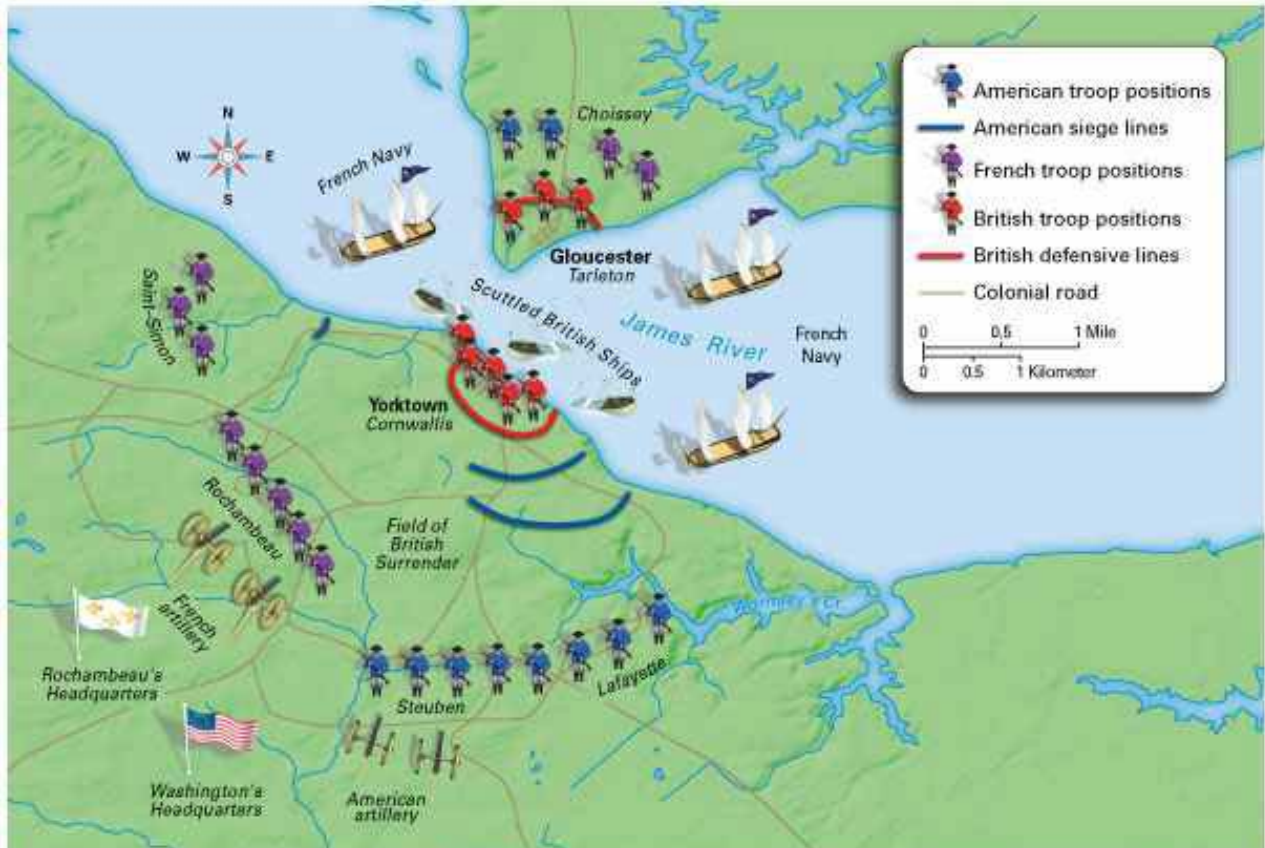 N
W
E
S
French Navy
Choissey
Gloucester
Tarleton
Scuttled British Ships
James River
French
Navy
Saint-Simon
Yorktown
Cornwallis
Rochambeau
Field of
British
Surrender
French
artillery
Wormley's Cr.
Lafayette
Steuben
Rochambeau's
Headquarters
Washington's
Headquarters
American
artillery
American troop positions
American siege lines
French troop positions
British troop positions
British defensive lines
Colonial road
0 0.5 1 Mile
0 0.5 1 Kilometer